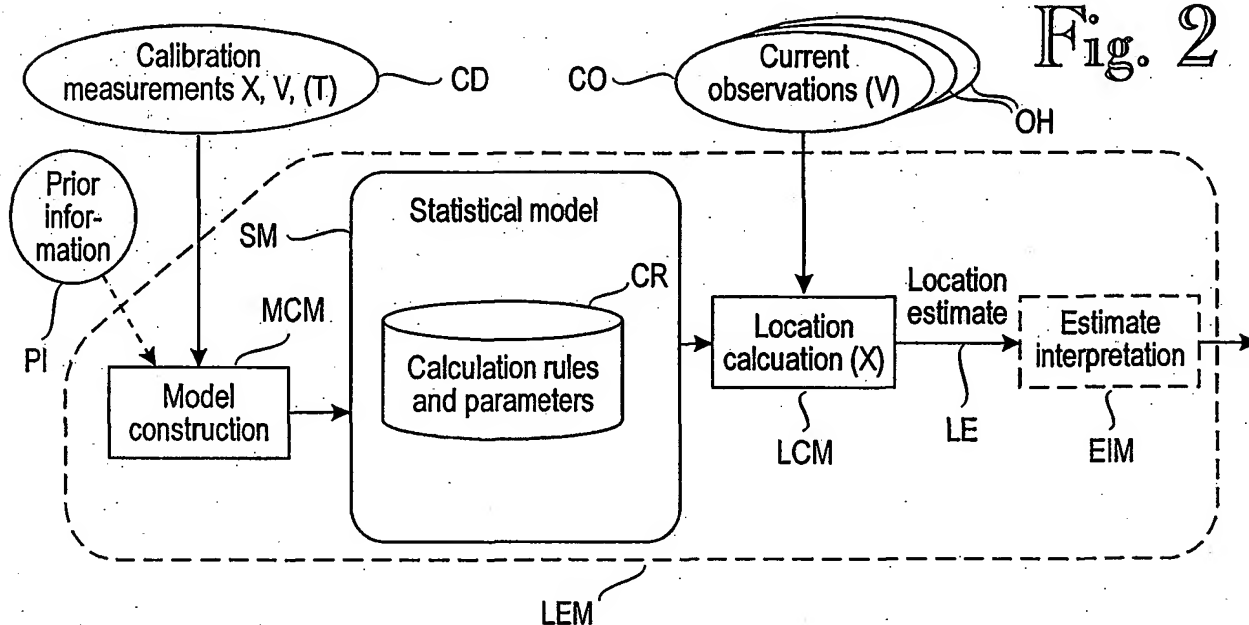 Fig. 2
Calibration
measurements X, V, (T)
CD
CO
Current
observations (V)
OH
Prior
infor-
mation
PI
SM
Statistical model
CR
Calculation rules
and parameters
MCM
Model
construction
Location
calcuation (X)
LCM
Location
estimate
LE
Estimate
interpretation
EIM
LEM